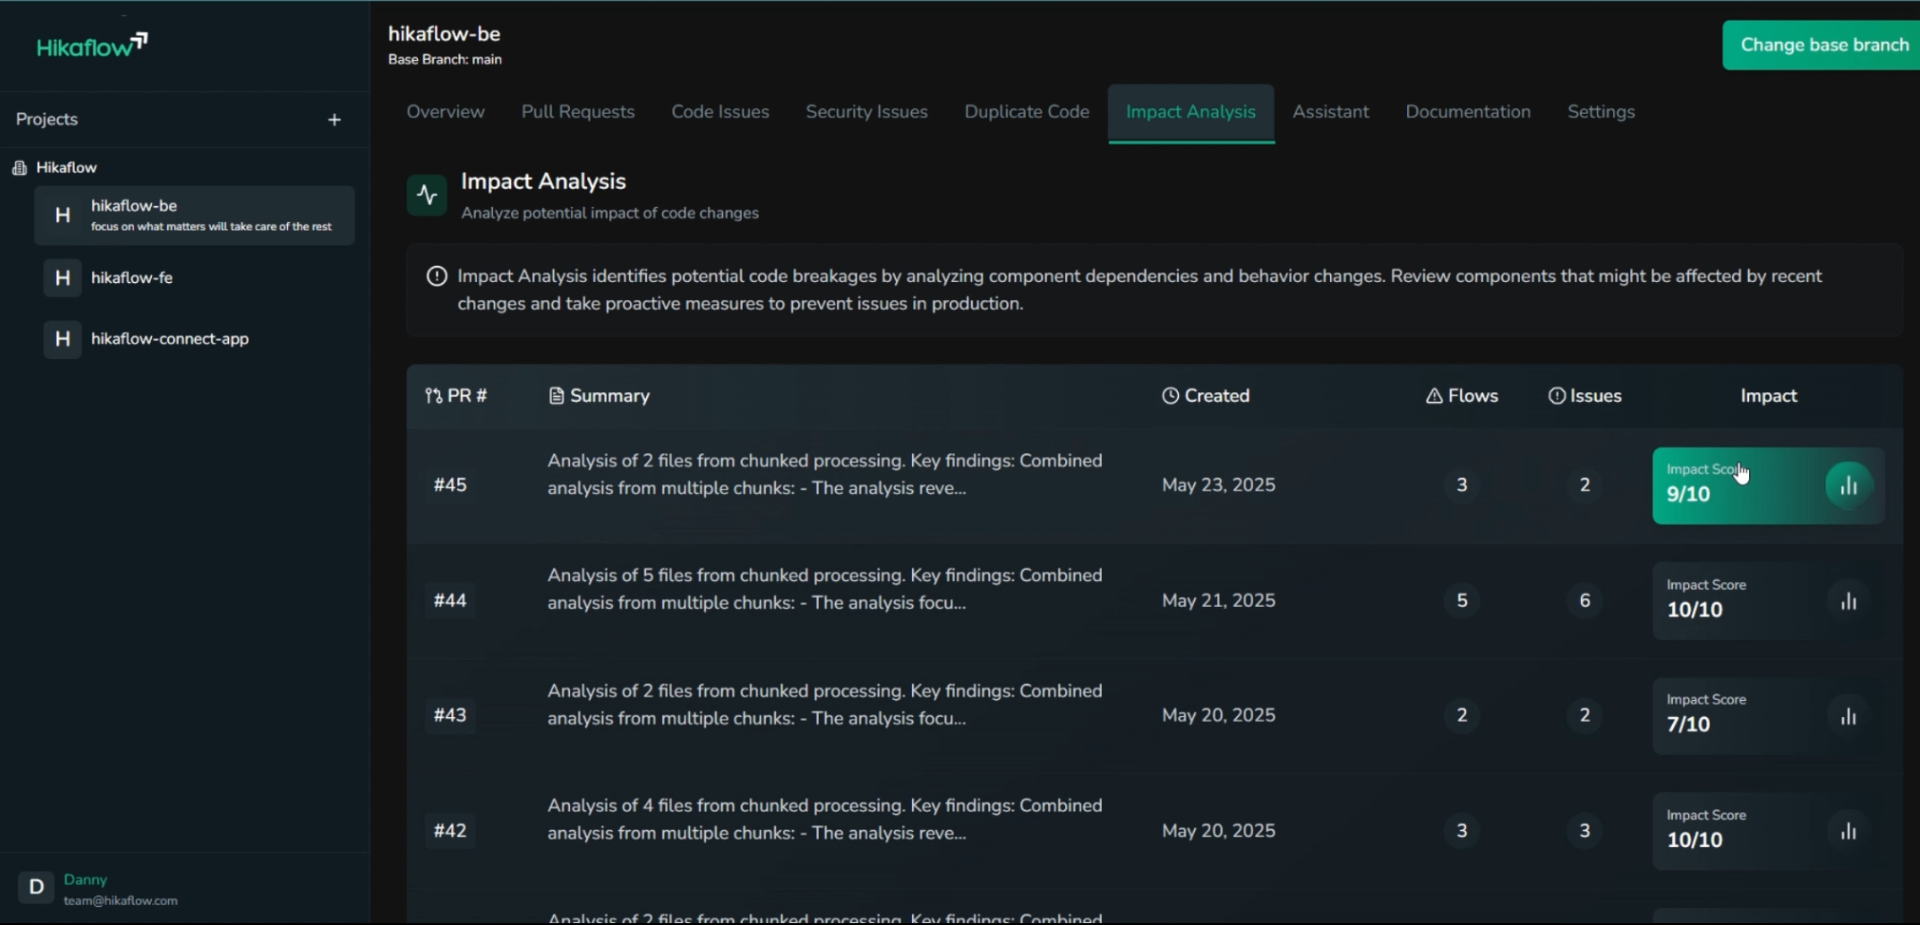 Hikaflow
Projects
+
Hikaflow
H
hikaflow-be
focus on what matters will take care of the rest
H
hikaflow-fe
H
hikaflow-connect-app
D
Danny
team@hikaflow.com
hikaflow-be
Base Branch: main
Change base branch
Overview Pull Requests Code Issues Security Issues Duplicate Code Impact Analysis Assistant Documentation Settings
Impact Analysis
Analyze potential impact of code changes
Impact Analysis identifies potential code breakages by analyzing component dependencies and behavior changes. Review components that might be affected by recent
changes and take proactive measures to prevent issues in production.
PR # Summary Created Flows Issues Impact
#45
Analysis of 2 files from chunked processing. Key findings: Combined
analysis from multiple chunks: - The analysis reve...
May 23, 2025
3
2
Impact Score
9/10
#44
Analysis of 5 files from chunked processing. Key findings: Combined
analysis from multiple chunks: - The analysis focu...
May 21, 2025
5
6
Impact Score
10/10
#43
Analysis of 2 files from chunked processing. Key findings: Combined
analysis from multiple chunks: - The analysis focu...
May 20, 2025
2
2
Impact Score
7/10
#42
Analysis of 4 files from chunked processing. Key findings: Combined
analysis from multiple chunks: - The analysis reve...
May 20, 2025
3
3
Impact Score
10/10
Analysis of 2 files from chunked processing. Key findings: Combined